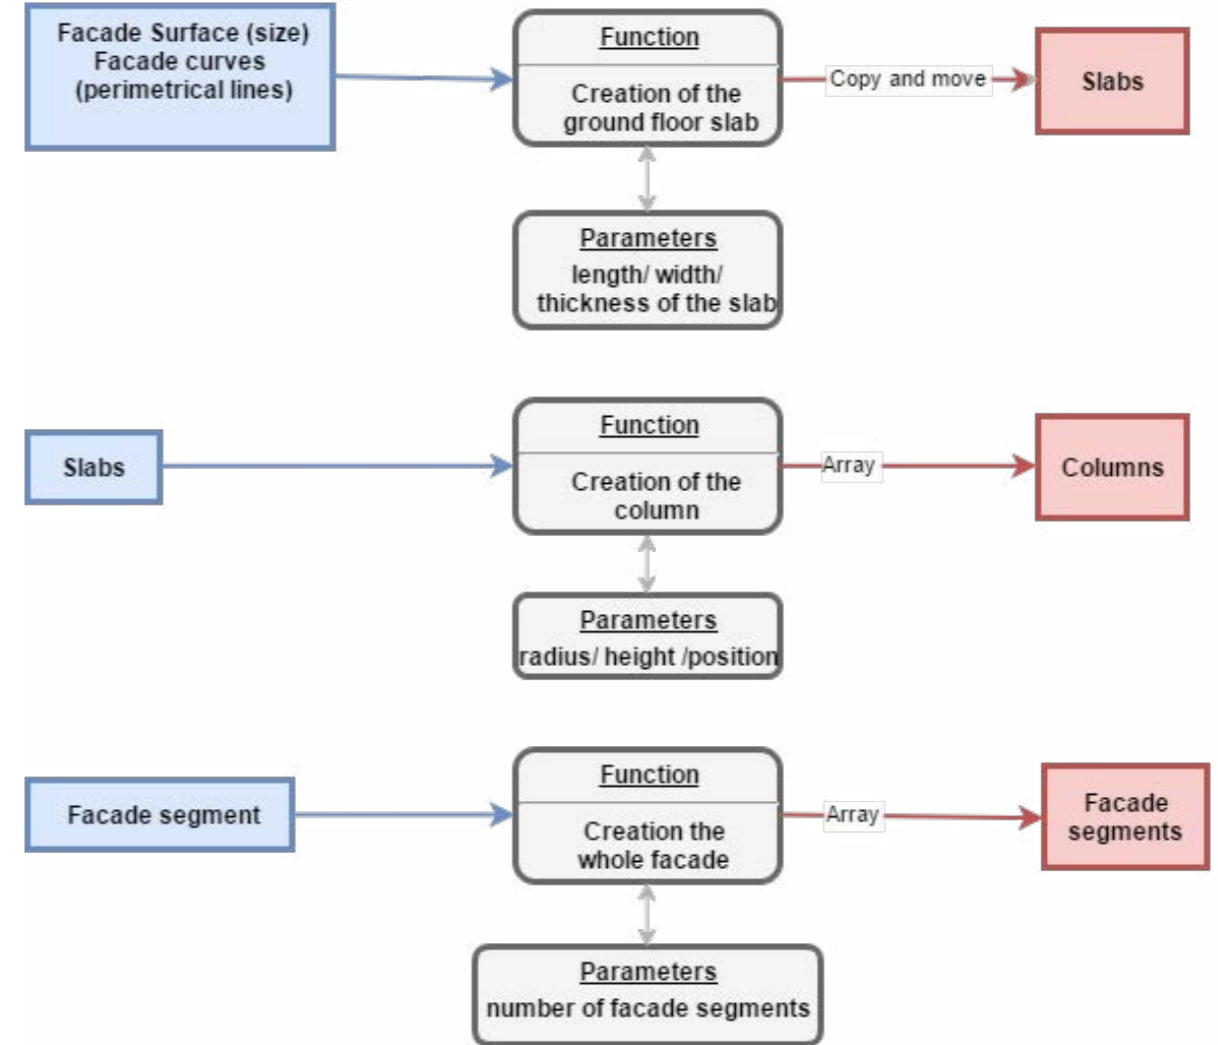 Facade Surface (size)
Facade curves
(perimetrical lines)
Function
Creation of the
ground floor slab
Copy and move
Slabs
Parameters
length/ width/
thickness of the slab
Slabs
Function
Creation of the
column
Array
Columns
Parameters
radius/ height /position
Facade segment
Function
Creation the
whole facade
Array
Facade
segments
Parameters
number of facade segments